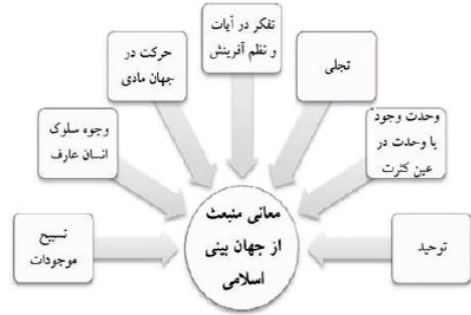 تفکر در آیات
و نظم آفرینش
حرکت در
جهان مادی
تجلی
وجوه سلوک
انسان عارف
وحدت وجود
یا وحدت در
عین کثرت
معانی منبعث
از جهان بینی
اسلامی
تسبیح
موجودات
توحید